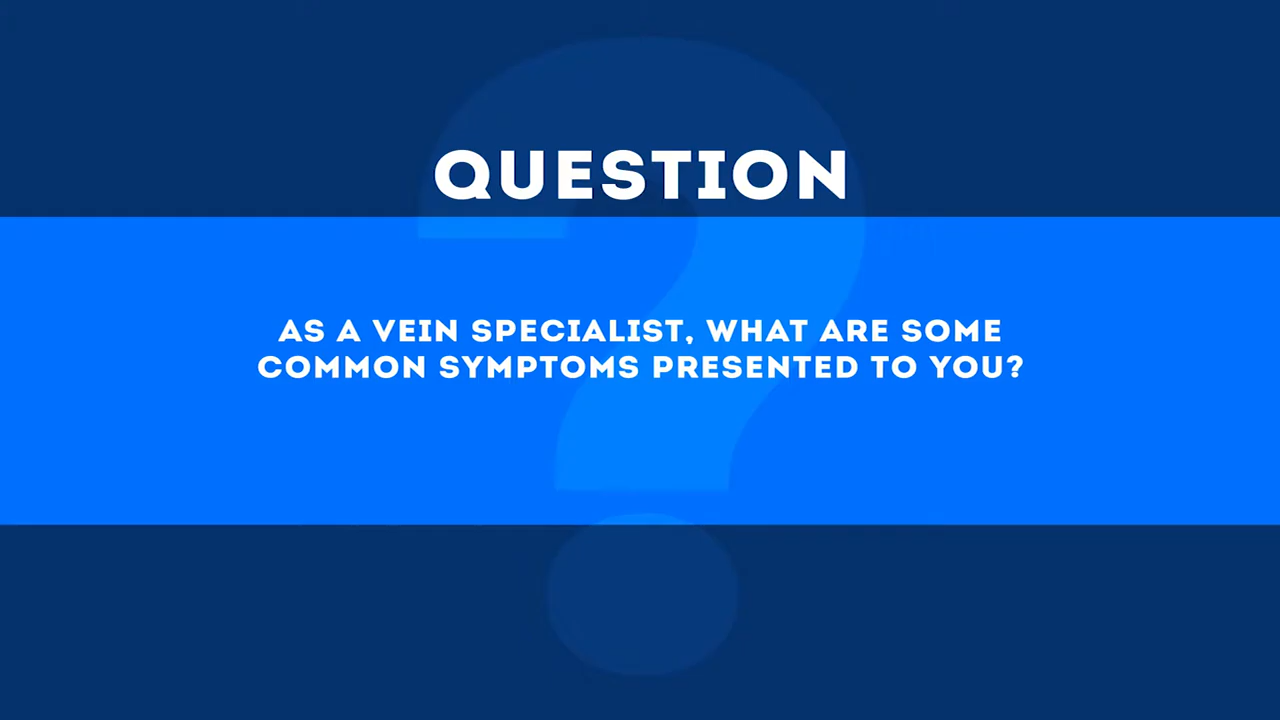 QUESTION
AS A VEIN SPECIALIST, WHAT ARE SOME
COMMON SYMPTOMS PRESENTED TO YOU?